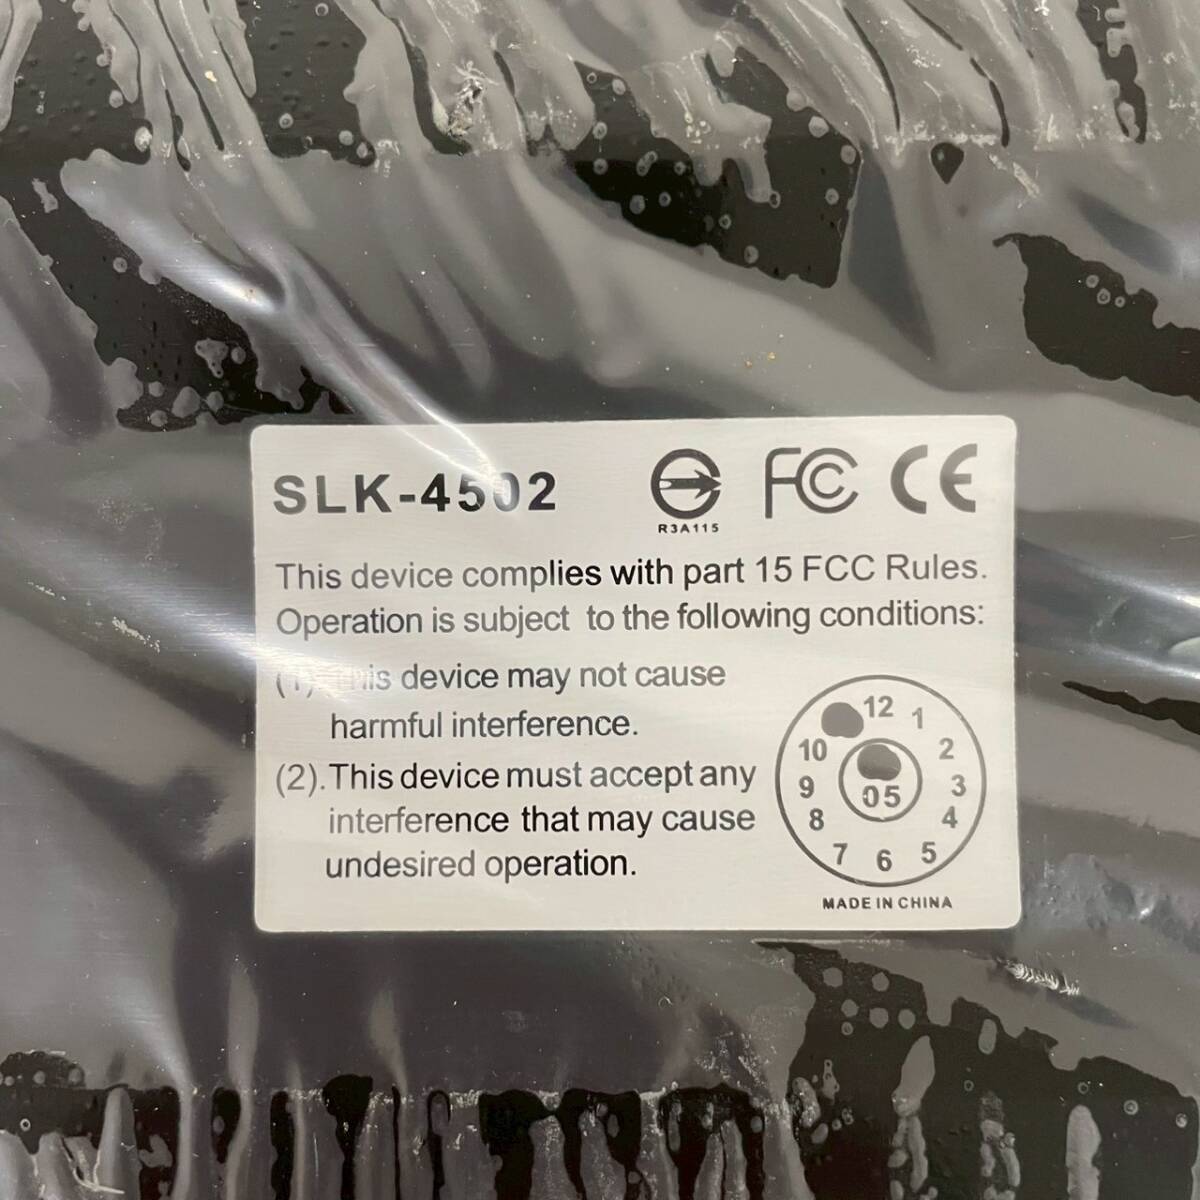 SLK-4502
FC CE
R3A115
This device complies with part 15 FCC Rules.
Operation is subject to the following conditions:
(1). This device may not cause
harmful interference.
(2). This device must accept any
interference that may cause
undesired operation.
12 1 2 3 4 5 6 7 8 9 10
05
MADE IN CHINA